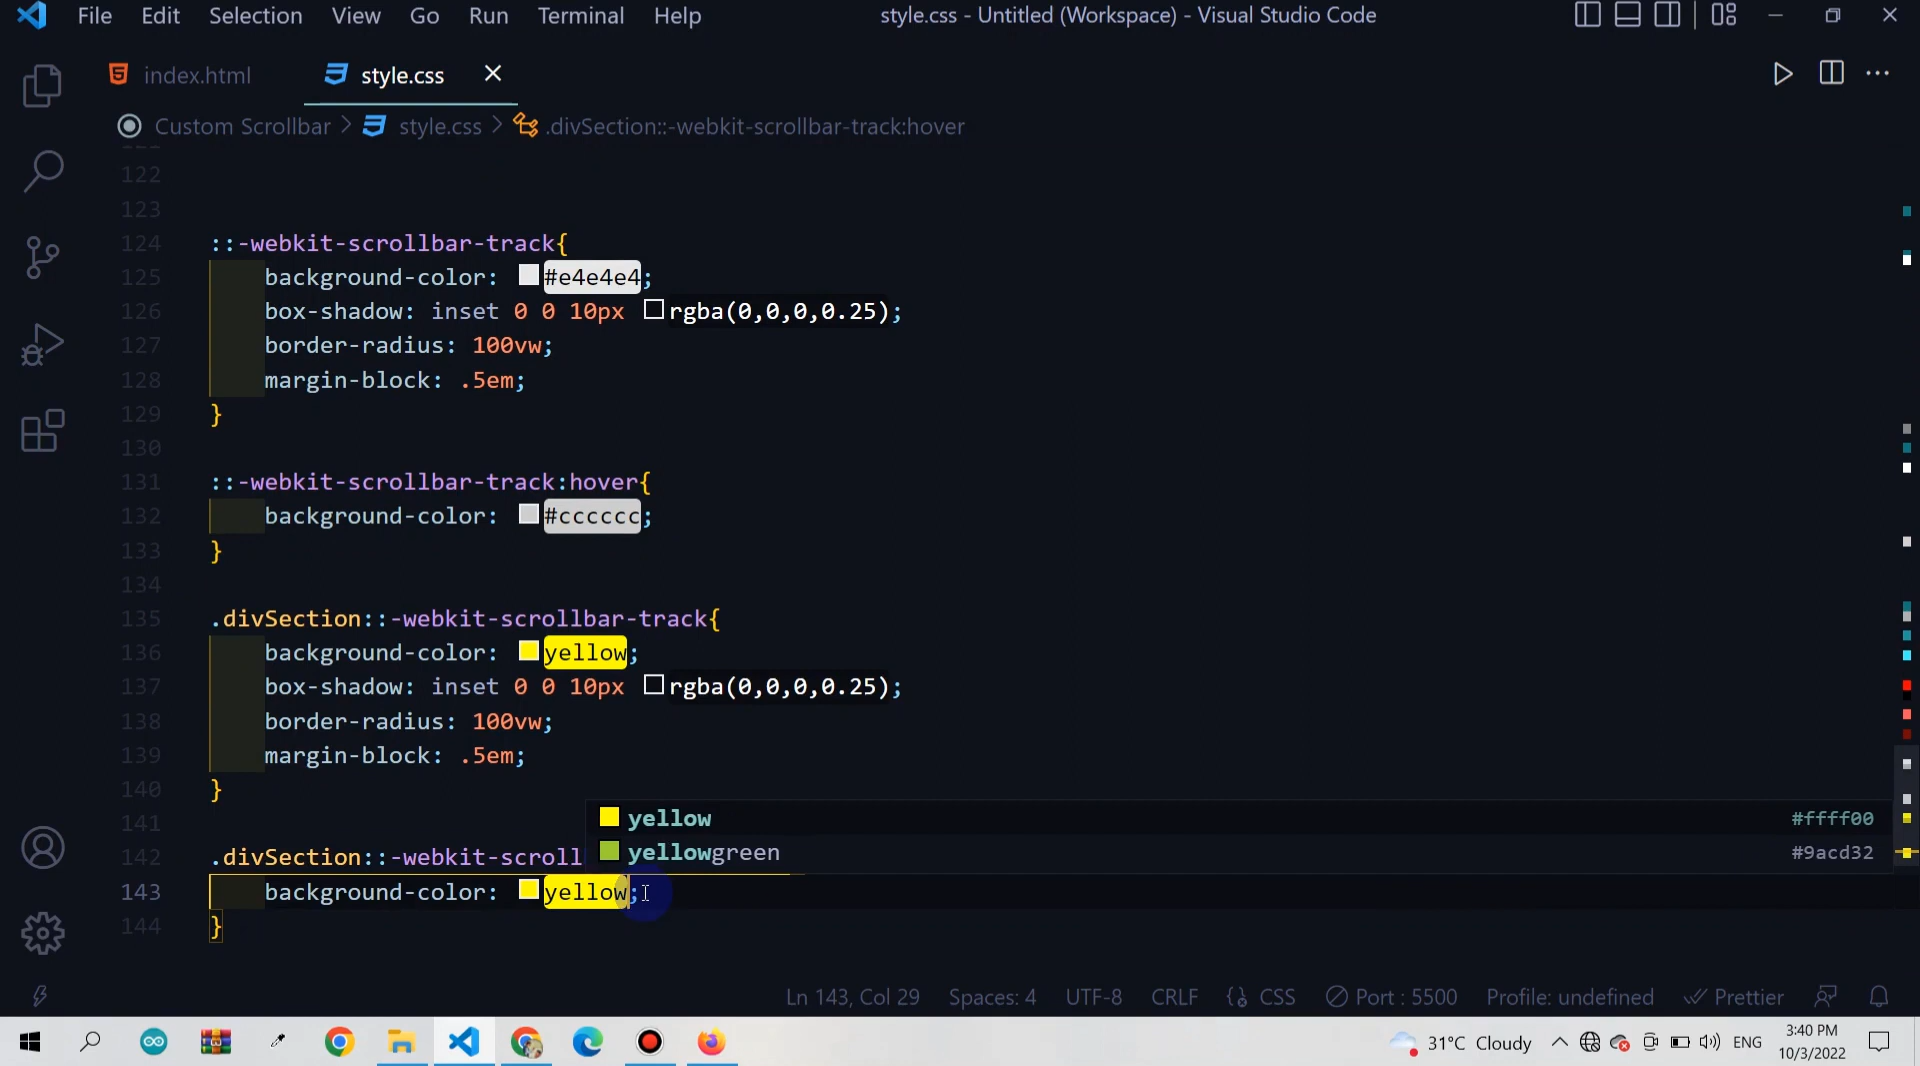 File Edit Selection View Go Run Terminal Help style.css - Untitled (Workspace) - Visual Studio Code
index.html style.css
Custom Scrollbar > style.css > .divSection::-webkit-scrollbar-track:hover
122
123
124 ::-webkit-scrollbar-track{
125 background-color: #e4e4e4;
126 box-shadow: inset 0 0 10px rgba(0,0,0,0.25);
127 border-radius: 100vw;
128 margin-block: .5em;
129 }
130
131 ::-webkit-scrollbar-track:hover{
132 background-color: #cccccc;
133 }
134
135 .divSection::-webkit-scrollbar-track{
136 background-color: yellow;
137 box-shadow: inset 0 0 10px rgba(0,0,0,0.25);
138 border-radius: 100vw;
139 margin-block: .5em;
140 }
141
yellow #ffff00
yellowgreen #9acd32
142 .divSection::-webkit-scroll
143 background-color: yellow;
144 }
Ln 143, Col 29 Spaces: 4 UTF-8 CRLF CSS Port : 5500 Profile: undefined Prettier
31°C Cloudy ENG
3:40 PM
10/3/2022